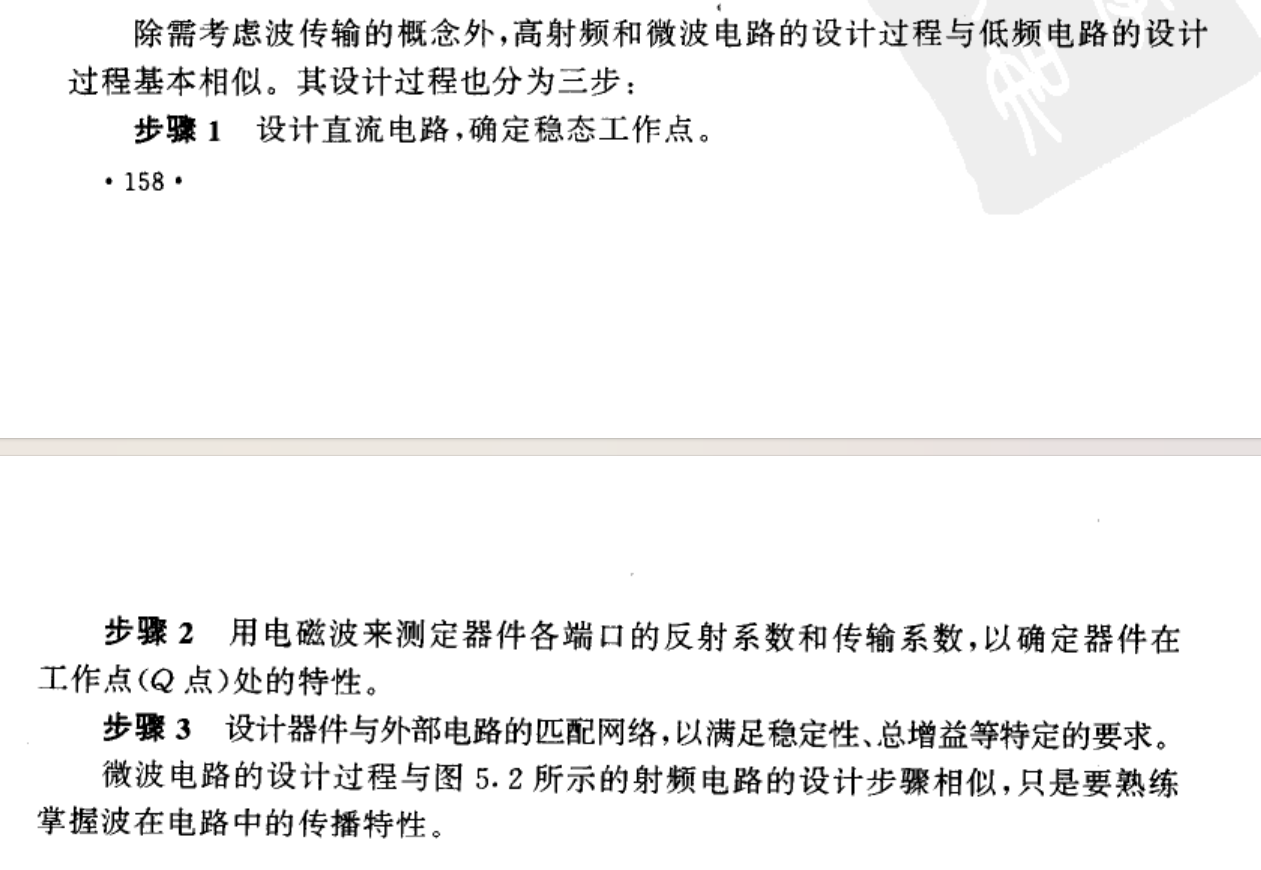 除需考虑波传输的概念外,高射频和微波电路的设计过程与低频电路的设计
过程基本相似。其设计过程也分为三步:
步骤 1 设计直流电路,确定稳态工作点。
• 158 •
步骤 2 用电磁波来测定器件各端口的反射系数和传输系数,以确定器件在
工作点(Q 点)处的特性。
步骤 3 设计器件与外部电路的匹配网络,以满足稳定性、总增益等特定的要求。
微波电路的设计过程与图 5.2 所示的射频电路的设计步骤相似,只是要熟练
掌握波在电路中的传播特性。